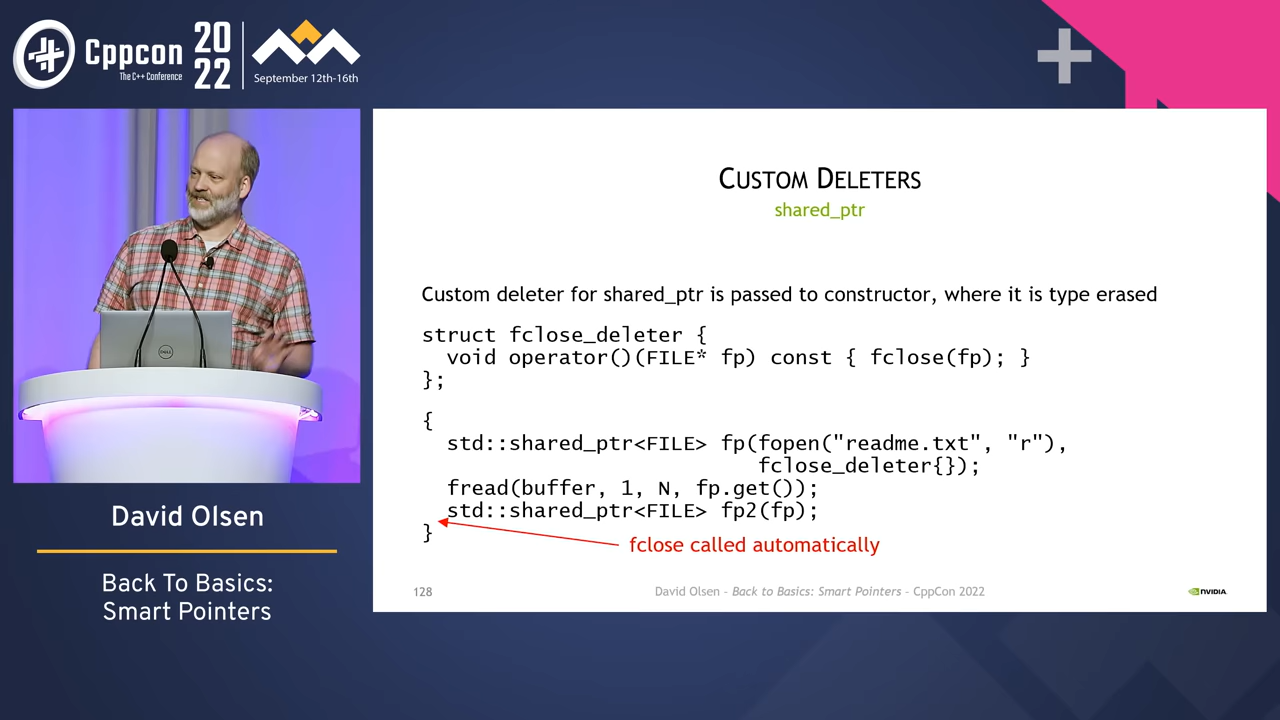 Cppcon
The C++ Conference
20
22
September 12th-16th
CUSTOM DELETERS
shared_ptr
Custom deleter for shared_ptr is passed to constructor, where it is type erased
struct fclose_deleter {
  void operator()(FILE* fp) const { fclose(fp); }
};
{
  std::shared_ptr<FILE> fp(fopen("readme.txt", "r"),
                           fclose_deleter{});
  fread(buffer, 1, N, fp.get());
  std::shared_ptr<FILE> fp2(fp);
}
fclose called automatically
128
David Olsen - Back to Basics: Smart Pointers - CppCon 2022
NVIDIA
DELL
David Olsen
Back To Basics:
Smart Pointers